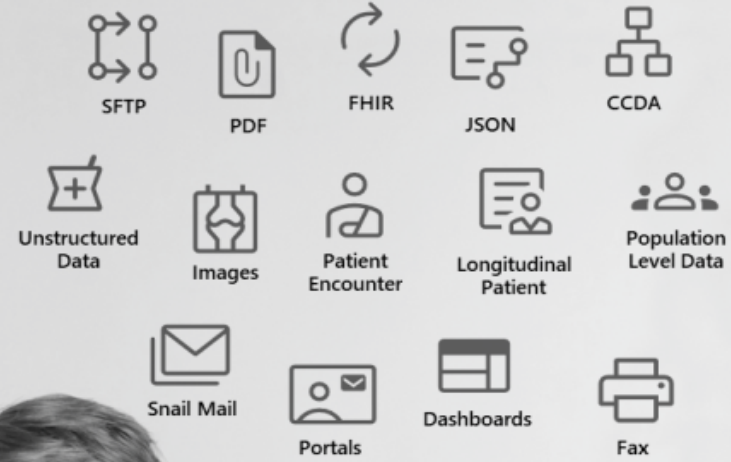 SFTP
PDF
FHIR
JSON
CCDA
Unstructured
Data
Images
Patient
Encounter
Longitudinal
Patient
Population
Level Data
Snail Mail
Portals
Dashboards
Fax